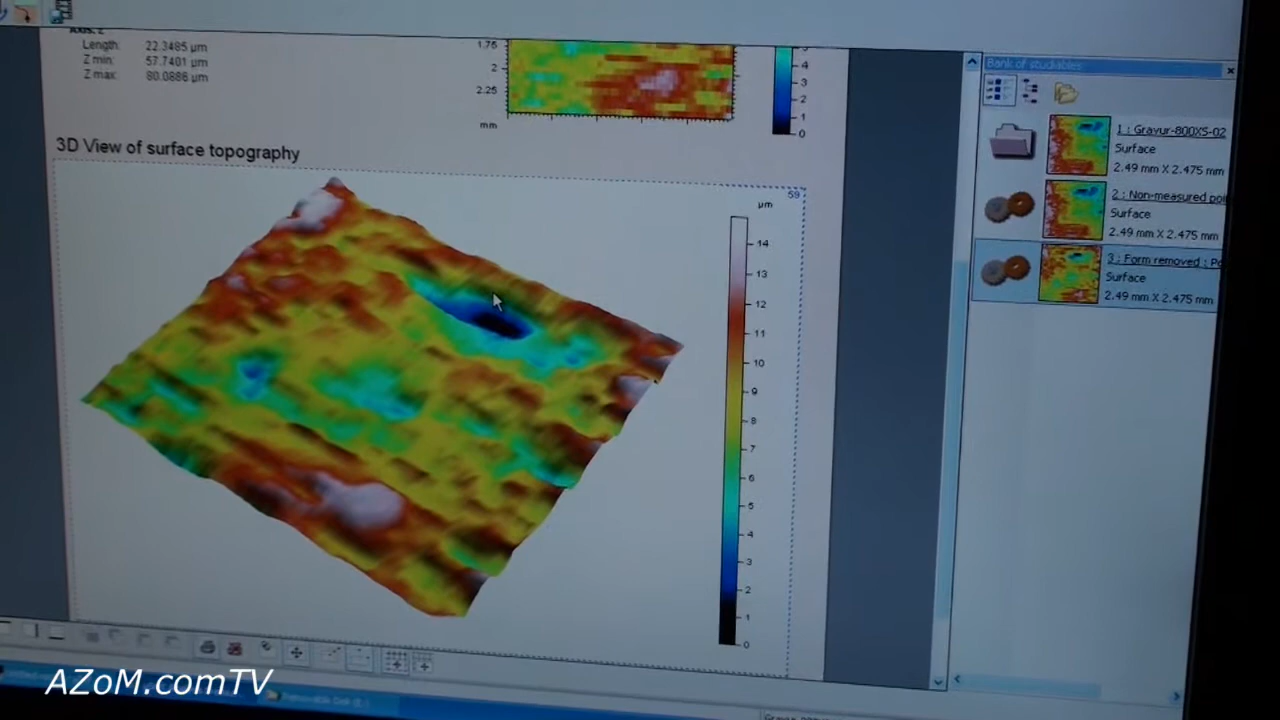 Length: 22.3485 µm
Z min: 57.7401 µm
Z max: 80.0886 µm
1.75
2
2.25
mm
4
3
2
1
0
3D View of surface topography
59
µm
14
13
12
11
10
9
8
7
6
5
4
3
2
1
0
Bank of studiables
1 : Gravur-800XS-02
Surface
2.49 mm X 2.475 mm
2 : Non-measured poi
Surface
2.49 mm X 2.475 mm
3 : Form removed : Po
Surface
2.49 mm X 2.475 mm
AZoM.comTV